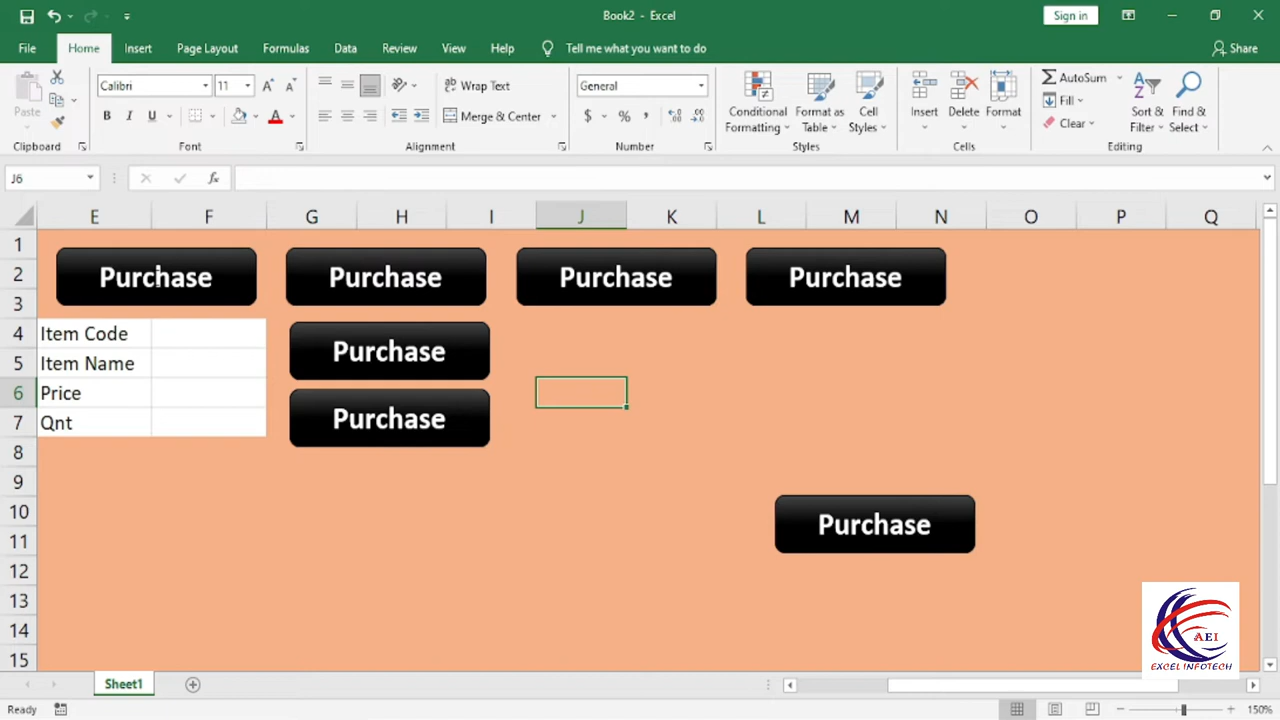 Book2 - Excel
Sign in
File Home Insert Page Layout Formulas Data Review View Help Tell me what you want to do Share
Paste
Clipboard
Calibri 11
B I U
Font
Wrap Text
Merge & Center
Alignment
General
$ % ,
Number
Conditional Formatting
Format as Table
Cell Styles
Styles
Insert Delete Format
Cells
AutoSum
Fill
Clear
Sort & Filter
Find & Select
Editing
J6
fx
E F G H I J K L M N O P Q
1
2 Purchase Purchase Purchase Purchase
3
4 Item Code
5 Item Name
Purchase
6 Price
7 Qnt
Purchase
8
9
10
Purchase
11
12
13
14
15
AEI
EXCEL INFOTECH
Sheet1
Ready
150%